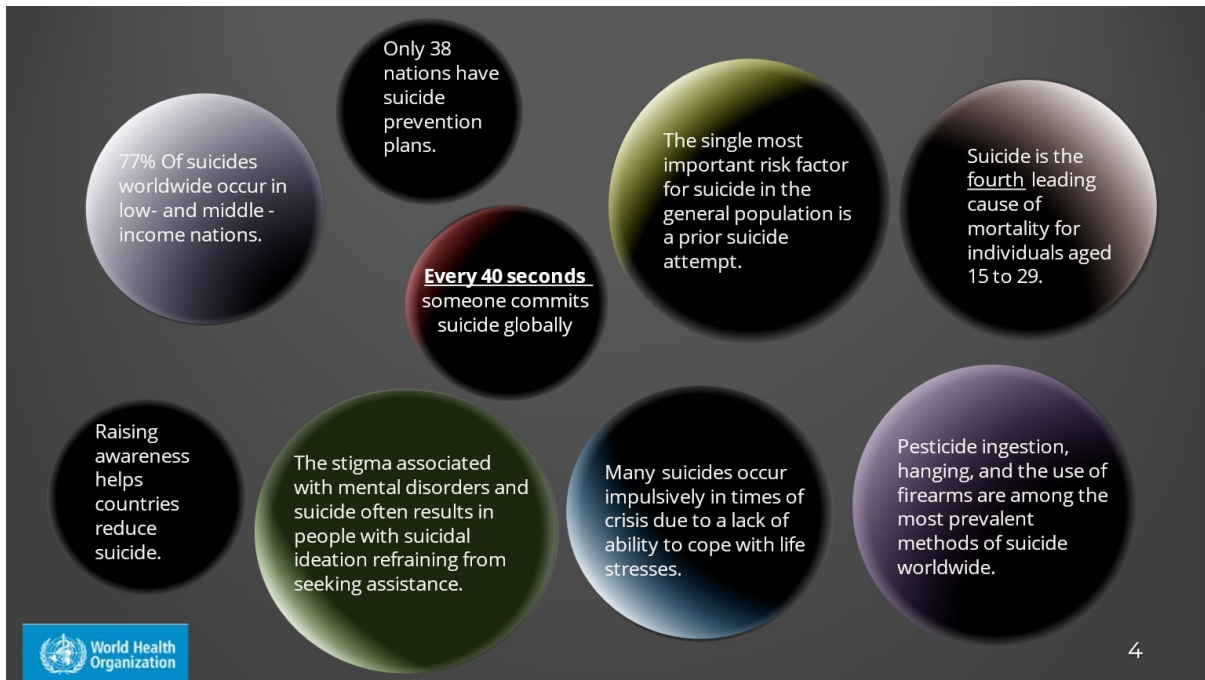 Only 38
nations have
suicide
prevention
plans.
77% Of suicides
worldwide occur in
low- and middle -
income nations.
The single most
important risk factor
for suicide in the
general population is
a prior suicide
attempt.
Suicide is the
fourth leading
cause of
mortality for
individuals aged
15 to 29.
Every 40 seconds
someone commits
suicide globally
Raising
awareness
helps
countries
reduce
suicide.
The stigma associated
with mental disorders and
suicide often results in
people with suicidal
ideation refraining from
seeking assistance.
Many suicides occur
impulsively in times of
crisis due to a lack of
ability to cope with life
stresses.
Pesticide ingestion,
hanging, and the use of
firearms are among the
most prevalent
methods of suicide
worldwide.
World Health
Organization
4